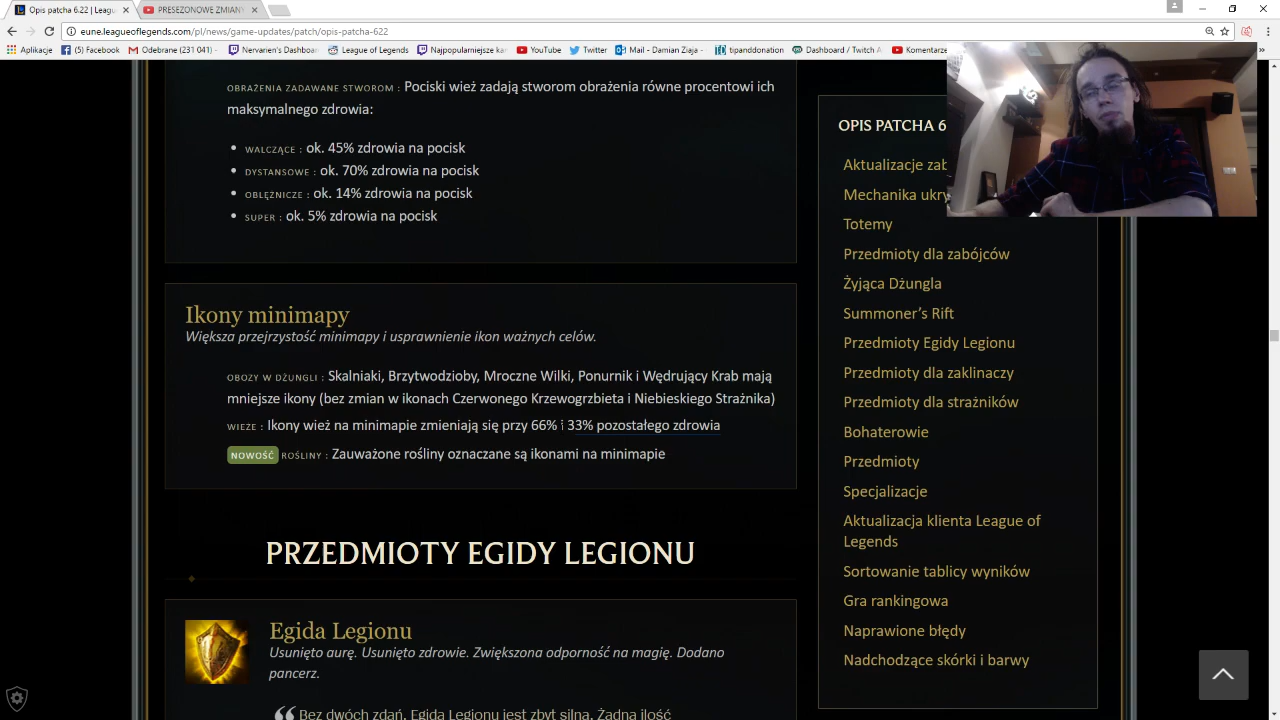 Opis patcha 6.22 | Leagu
PRESEZONOWE ZMIANY
eune.leagueoflegends.com/pl/news/game-updates/patch/opis-patcha-622
Aplikacje
(5) Facebook
Odebrane (231 041) -
Nervarien's Dashboa
League of Legends
Najpopularniejsze ka
YouTube
Twitter
Mail - Damian Ziaja -
tipanddonation
Dashboard / Twitch A
Komentarze
»
OBRAŻENIA ZADAWANE STWOROM : Pociski wież zadają stworom obrażenia równe procentowi ich
maksymalnego zdrowia:
WALCZĄCE : ok. 45% zdrowia na pocisk
DYSTANSOWE : ok. 70% zdrowia na pocisk
OBLĘŻNICZE : ok. 14% zdrowia na pocisk
SUPER : ok. 5% zdrowia na pocisk
Ikony minimapy
Większa przejrzystość minimapy i usprawnienie ikon ważnych celów.
OBOZY W DŻUNGLI : Skalniaki, Brzytwodzioby, Mroczne Wilki, Ponurnik i Wędrujący Krab mają
mniejsze ikony (bez zmian w ikonach Czerwonego Krzewogrzbieta i Niebieskiego Strażnika)
WIEŻE : Ikony wież na minimapie zmieniają się przy 66% i 33% pozostałego zdrowia
NOWOŚĆ ROŚLINY : Zauważone rośliny oznaczane są ikonami na minimapie
PRZEDMIOTY EGIDY LEGIONU
Egida Legionu
Usunięto aurę. Usunięto zdrowie. Zwiększona odporność na magię. Dodano
pancerz.
Bez dwóch zdań, Egida Legionu jest zbyt silna. Żadna ilość
OPIS PATCHA 6
Aktualizacje zab
Mechanika ukry
Totemy
Przedmioty dla zabójców
Żyjąca Dżungla
Summoner's Rift
Przedmioty Egidy Legionu
Przedmioty dla zaklinaczy
Przedmioty dla strażników
Bohaterowie
Przedmioty
Specjalizacje
Aktualizacja klienta League of
Legends
Sortowanie tablicy wyników
Gra rankingowa
Naprawione błędy
Nadchodzące skórki i barwy